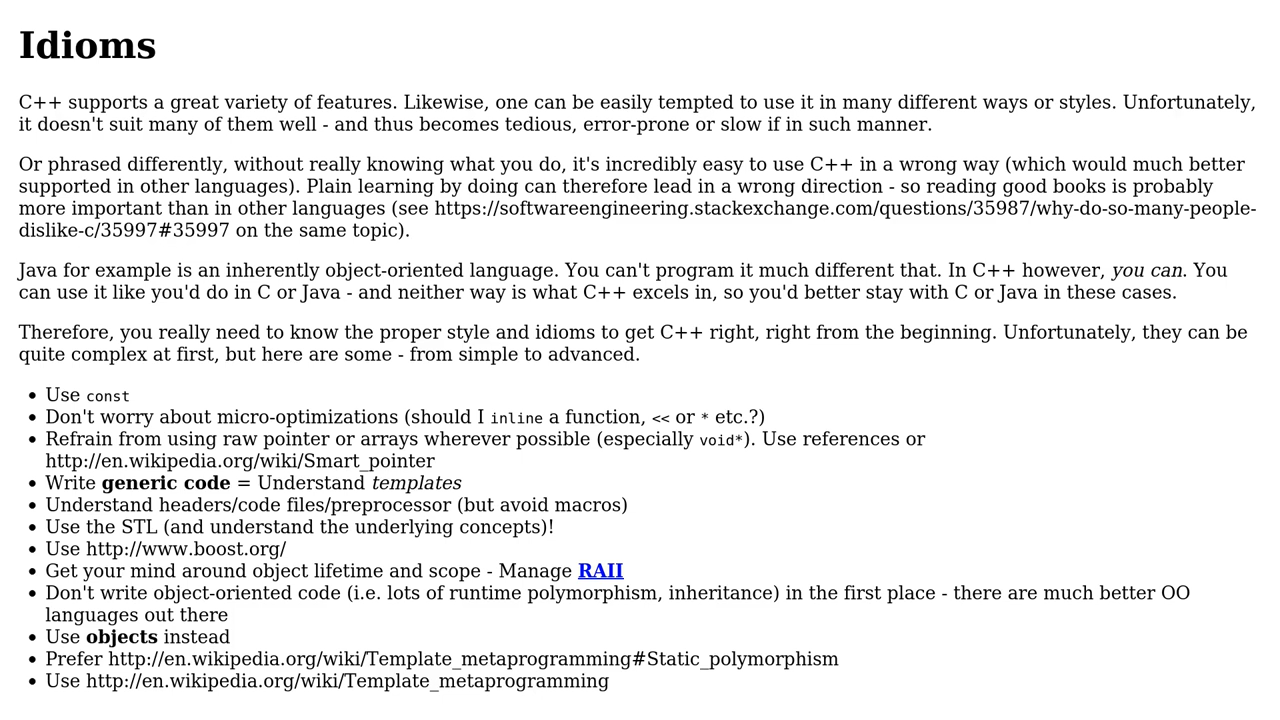 Idioms
C++ supports a great variety of features. Likewise, one can be easily tempted to use it in many different ways or styles. Unfortunately,
it doesn't suit many of them well - and thus becomes tedious, error-prone or slow if in such manner.
Or phrased differently, without really knowing what you do, it's incredibly easy to use C++ in a wrong way (which would much better
supported in other languages). Plain learning by doing can therefore lead in a wrong direction - so reading good books is probably
more important than in other languages (see https://softwareengineering.stackexchange.com/questions/35987/why-do-so-many-people-
dislike-c/35997#35997 on the same topic).
Java for example is an inherently object-oriented language. You can't program it much different that. In C++ however, you can. You
can use it like you'd do in C or Java - and neither way is what C++ excels in, so you'd better stay with C or Java in these cases.
Therefore, you really need to know the proper style and idioms to get C++ right, right from the beginning. Unfortunately, they can be
quite complex at first, but here are some - from simple to advanced.
• Use const
• Don't worry about micro-optimizations (should I inline a function, << or * etc.?)
• Refrain from using raw pointer or arrays wherever possible (especially void*). Use references or
http://en.wikipedia.org/wiki/Smart_pointer
• Write generic code = Understand templates
• Understand headers/code files/preprocessor (but avoid macros)
• Use the STL (and understand the underlying concepts)!
• Use http://www.boost.org/
• Get your mind around object lifetime and scope - Manage RAII
• Don't write object-oriented code (i.e. lots of runtime polymorphism, inheritance) in the first place - there are much better OO
languages out there
• Use objects instead
• Prefer http://en.wikipedia.org/wiki/Template_metaprogramming#Static_polymorphism
• Use http://en.wikipedia.org/wiki/Template_metaprogramming